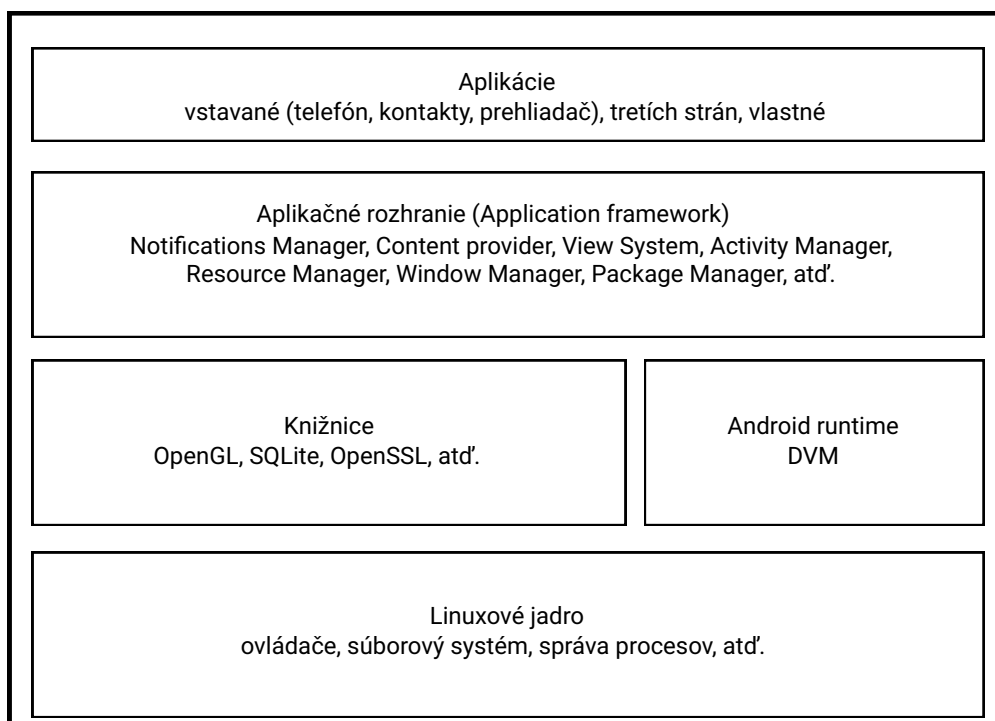 Aplikácie
vstavané (telefón, kontakty, prehliadač), tretích strán, vlastné
Aplikačné rozhranie (Application framework)
Notifications Manager, Content provider, View System, Activity Manager,
Resource Manager, Window Manager, Package Manager, atď.
Knižnice
OpenGL, SQLite, OpenSSL, atď.
Android runtime
DVM
Linuxové jadro
ovládače, súborový systém, správa procesov, atď.